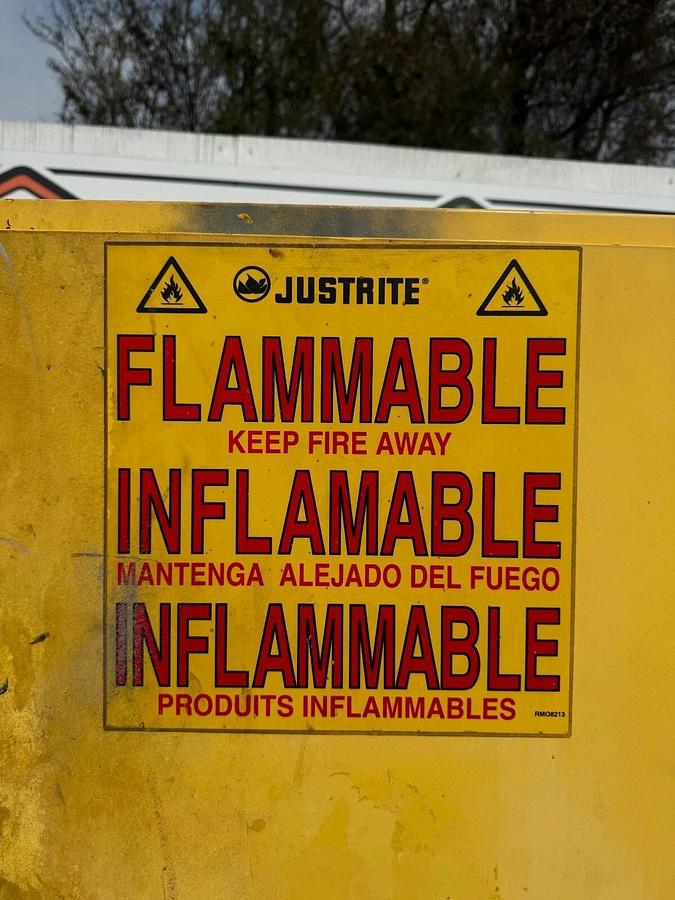 JUSTRITE®
FLAMMABLE
KEEP FIRE AWAY
INFLAMABLE
MANTENGA ALEJADO DEL FUEGO
INFLAMMABLE
PRODUITS INFLAMMABLES
RMO8213